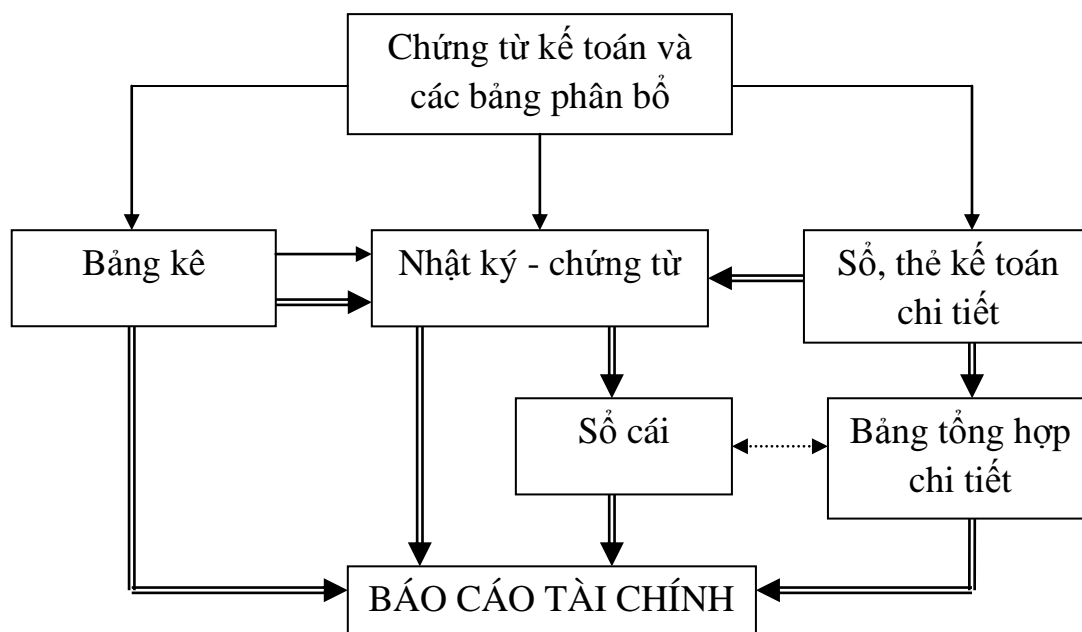 Chứng từ kế toán và
các bảng phân bổ
Bảng kê
Nhật ký - chứng từ
Sổ, thẻ kế toán
chi tiết
Sổ cái
Bảng tổng hợp
chi tiết
BÁO CÁO TÀI CHÍNH